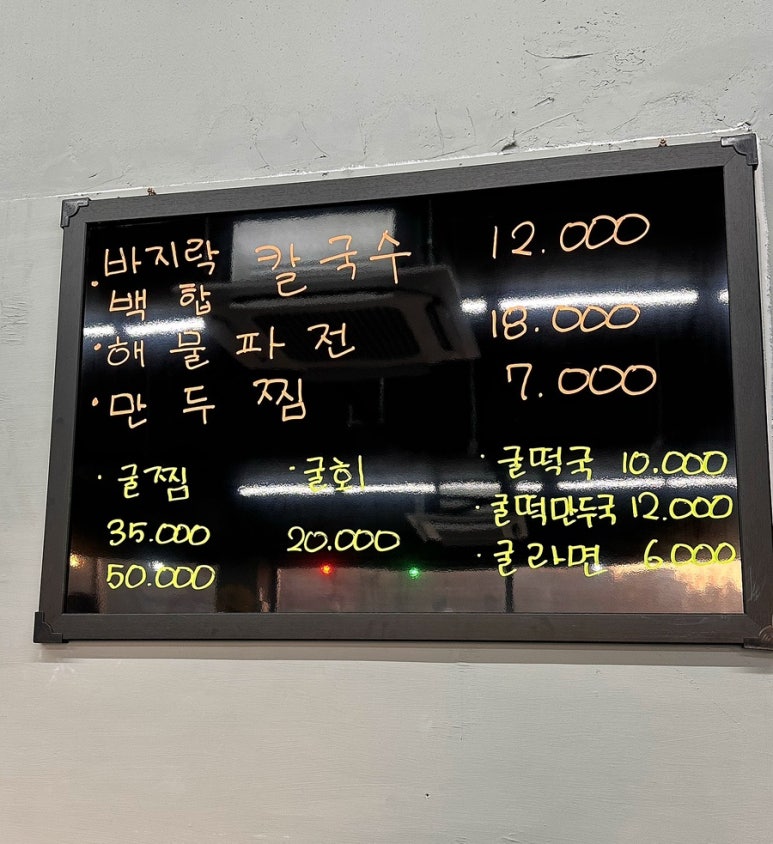 ·바지락 칼국수 12.000
백합
·해물파전 18.000
·만두찜 7.000
·굴찜
35.000
50.000
·굴회
20.000
·굴떡국 10.000
·굴떡만두국 12.000
·굴라면 6.000